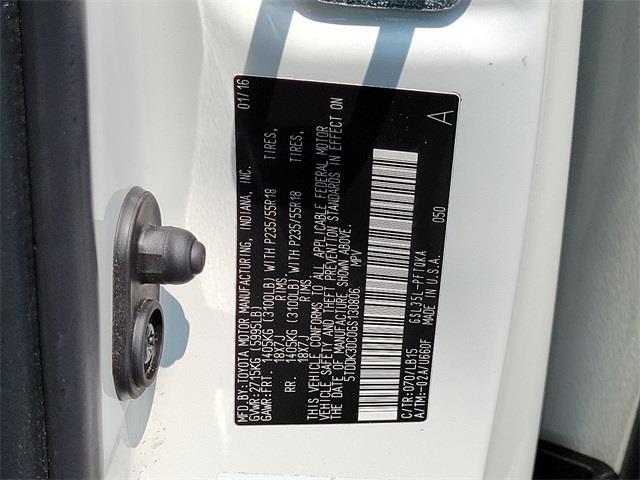 MFD.BY:TOYOTA MOTOR MANUFACTURING, INDIANA, INC. 01/16
GVWR:2715KG (5995LB)
GAWR:FRT. 1405KG (3100LB) WITH P235/55R18 TIRES,
18X7J RIMS
RR. 1405KG (3100LB) WITH P235/55R18 TIRES,
18X7J RIMS
THIS VEHICLE CONFORMS TO ALL APPLICABLE FEDERAL MOTOR
VEHICLE SAFETY AND THEFT PREVENTION STANDARDS IN EFFECT ON
THE DATE OF MANUFACTURE SHOWN ABOVE.
5TDDK3DC0GS130806 MPV
C/TR:070/LB15 GSL35L-PFTQKA 050 A
A/TM:-02A/U660F MADE IN U.S.A.